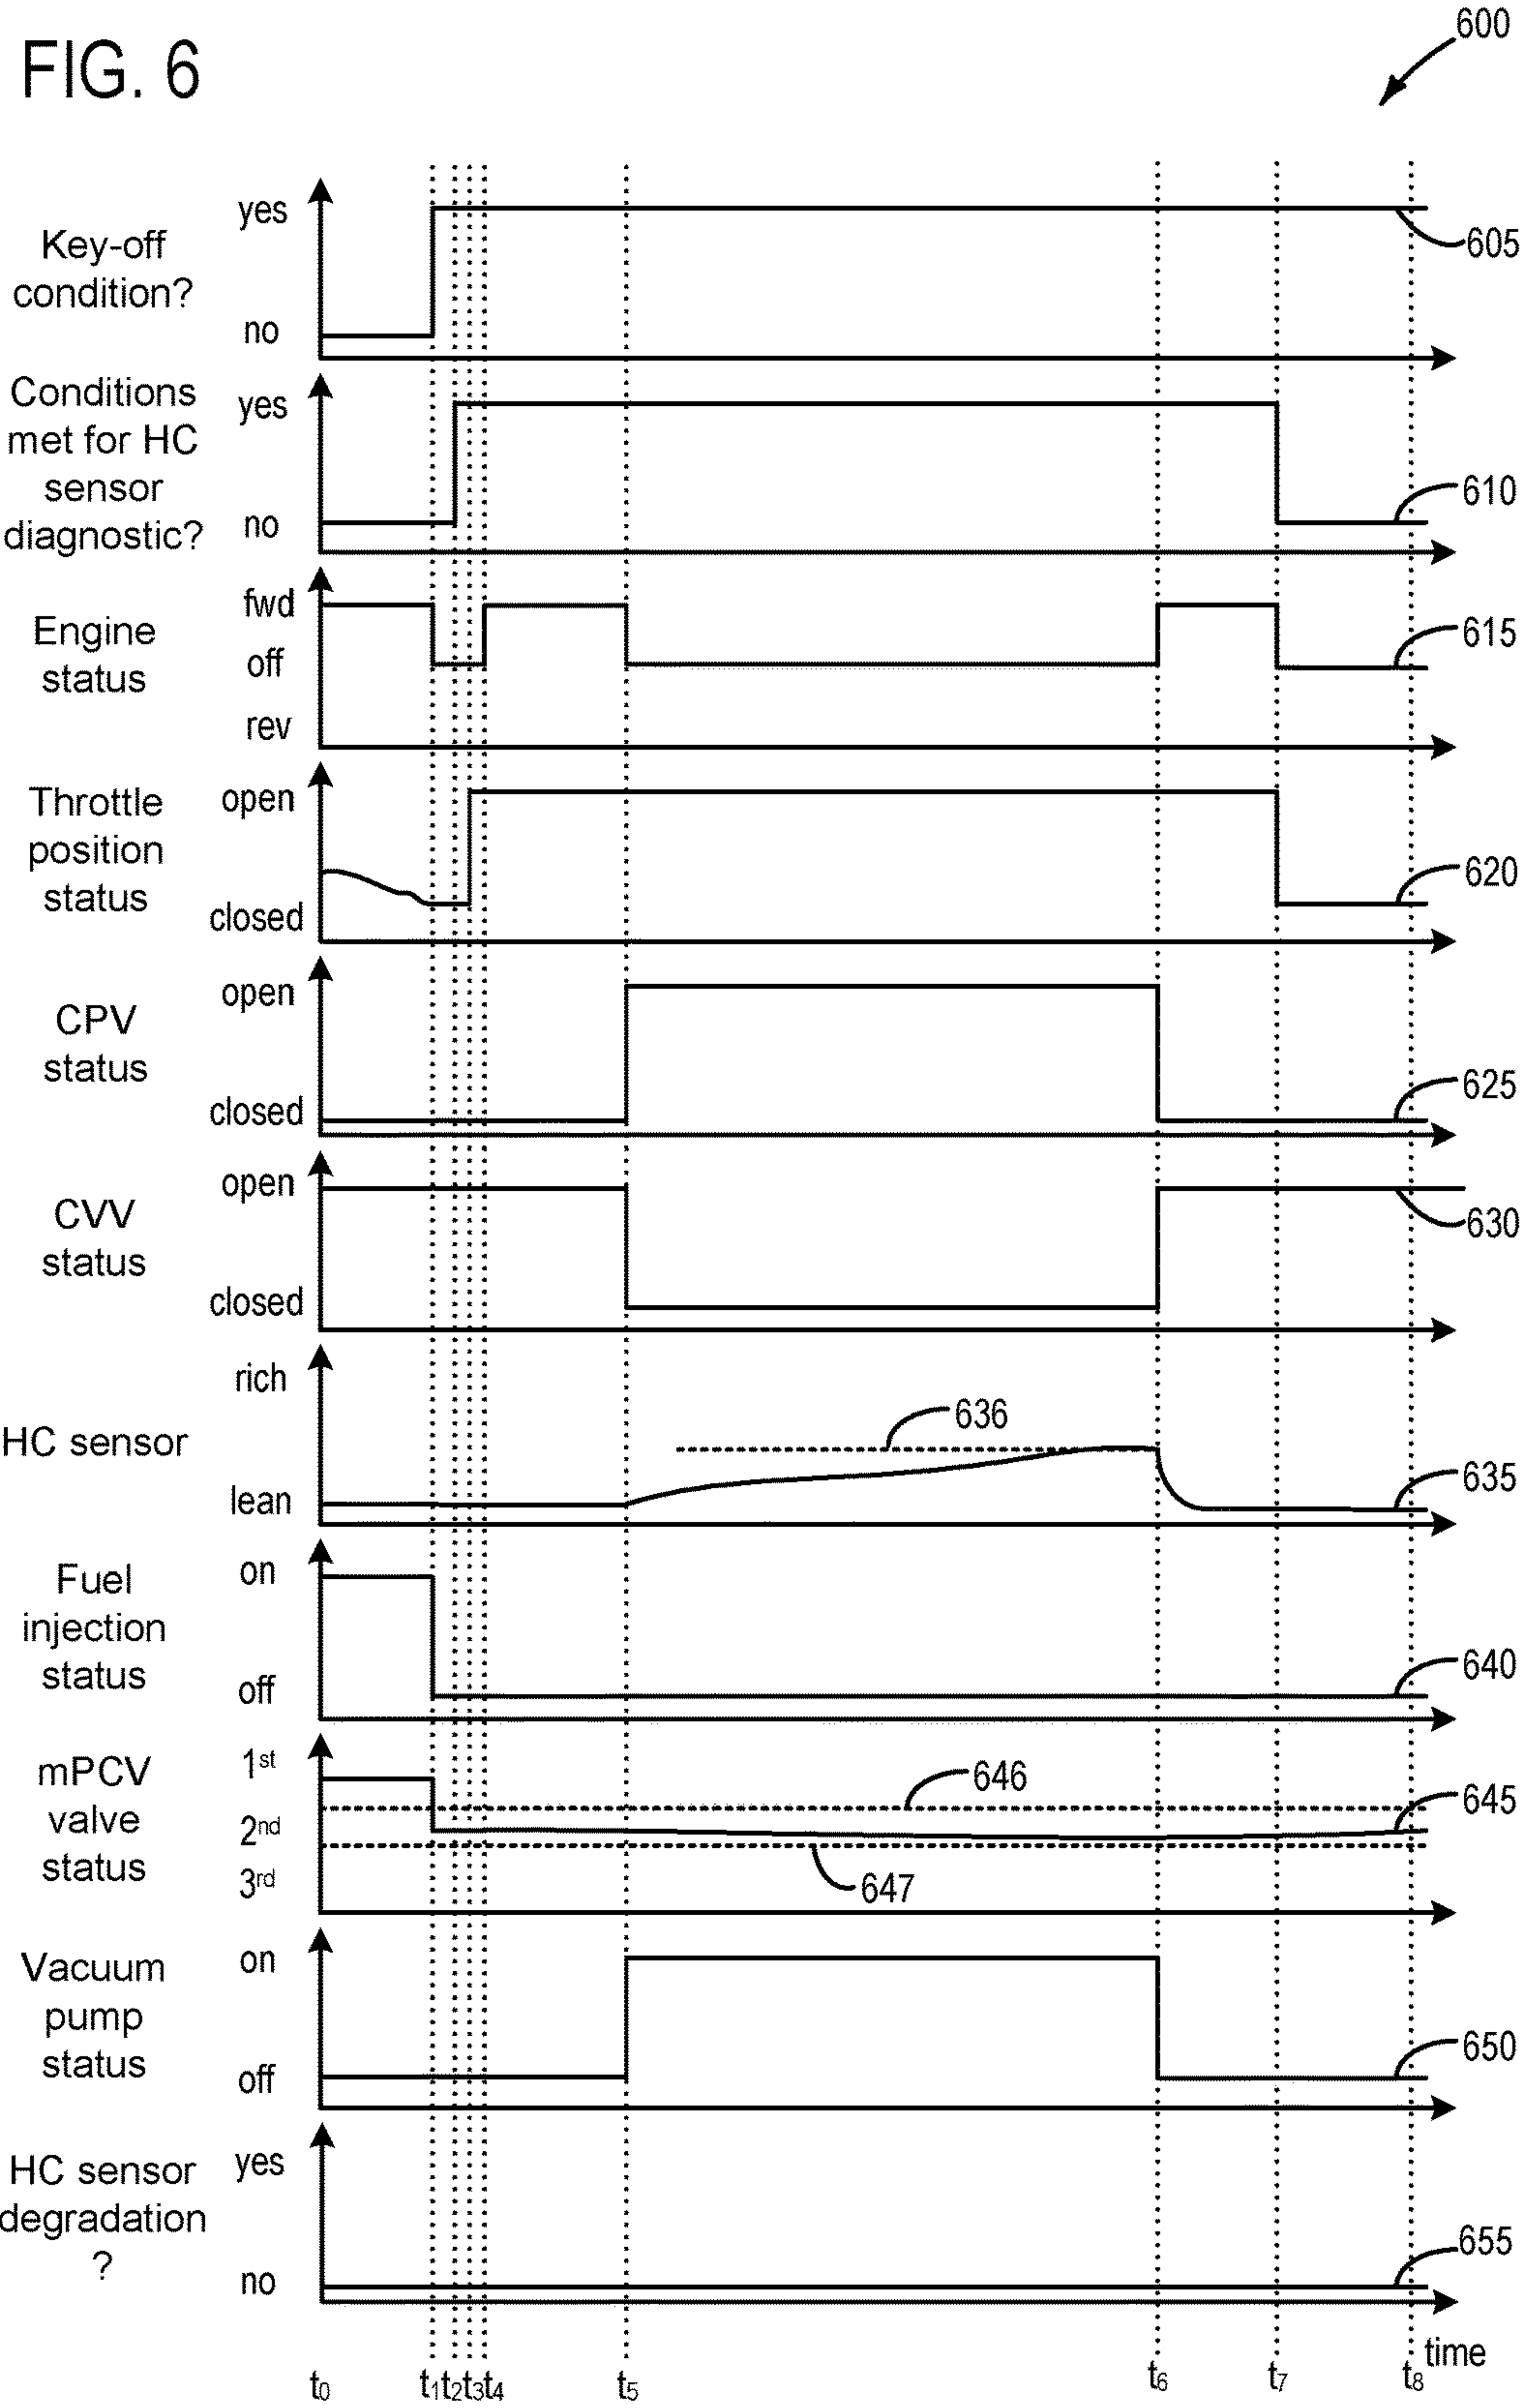 FIG. 6
600
Key-off
condition?
yes
no
605
Conditions
met for HC
sensor
diagnostic?
yes
no
610
Engine
status
fwd
off
rev
615
Throttle
position
status
open
closed
620
CPV
status
open
closed
625
CVV
status
open
closed
630
HC sensor
rich
lean
636
635
Fuel
injection
status
on
off
640
mPCV
valve
status
1st
2nd
3rd
646
645
647
Vacuum
pump
status
on
off
650
HC sensor
degradation
?
yes
no
655
time
t0 t1 t2 t3 t4 t5 t6 t7 t8